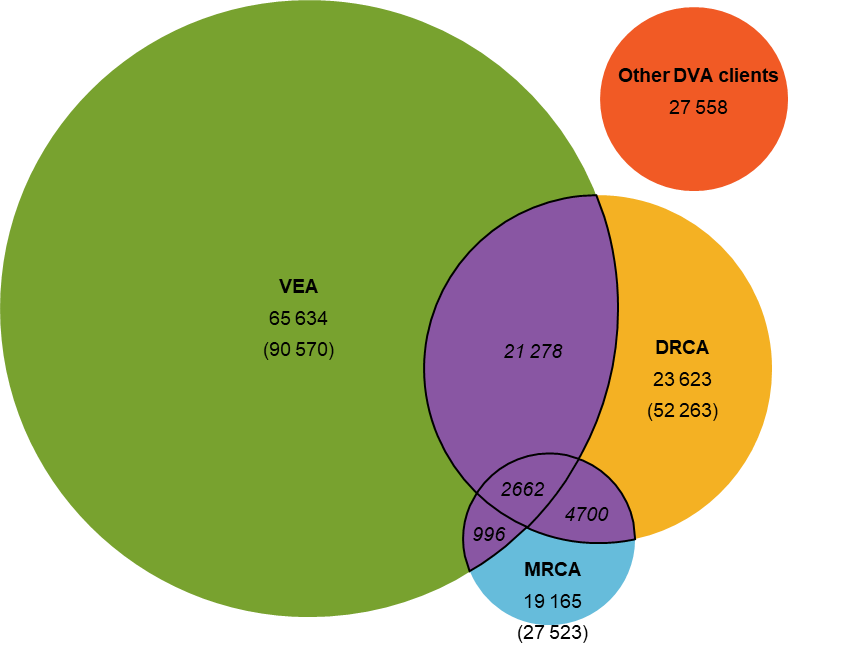 Other DVA clients
27 558
VEA
65 634
(90 570)
21 278
DRCA
23 623
(52 263)
2662
4700
996
MRCA
19 165
(27 523)